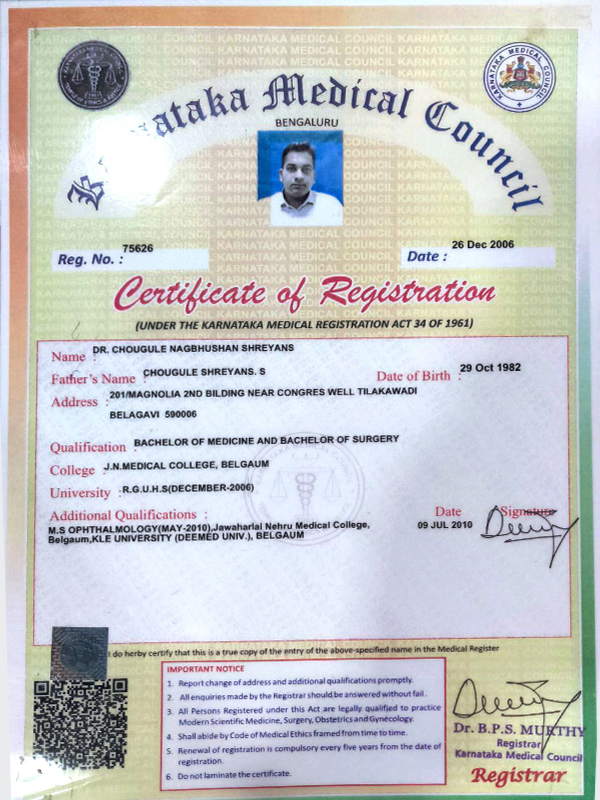 Karnataka Medical Council
BENGALURU
KARNATAKA MEDICAL COUNCIL
Reg. No. : 75626
Date : 26 Dec 2006
Certificate of Registration
(UNDER THE KARNATAKA MEDICAL REGISTRATION ACT 34 OF 1961)
Name : DR. CHOUGULE NAGBHUSHAN SHREYANS
Father's Name : CHOUGULE SHREYANS. S
Date of Birth : 29 Oct 1982
Address : 201/MAGNOLIA 2ND BILDING NEAR CONGRES WELL TILAKAWADI
BELAGAVI 590006
Qualification : BACHELOR OF MEDICINE AND BACHELOR OF SURGERY
College : J.N.MEDICAL COLLEGE, BELGAUM
University : R.G.U.H.S(DECEMBER-2006)
Additional Qualifications :
Date
Signature
M.S OPHTHALMOLOGY(MAY-2010),Jawaharlal Nehru Medical College,
Belgaum,KLE UNIVERSITY (DEEMED UNIV.), BELGAUM
09 JUL 2010
I do herby certify that this is a true copy of the entry of the above-specified name in the Medical Register
IMPORTANT NOTICE
1. Report change of address and additional qualifications promptly.
2. All enquiries made by the Registrar should be answered without fail.
3. All Persons Registered under this Act are legally qualified to practice
Modern Scientific Medicine, Surgery, Obstetrics and Gynecology.
4. Shall abide by Code of Medical Ethics framed from time to time.
5. Renewal of registration is compulsory every five years from the date of
registration.
6. Do not laminate the certificate.
Dr. B.P.S. MURTHY
Registrar
Karnataka Medical Council
Registrar